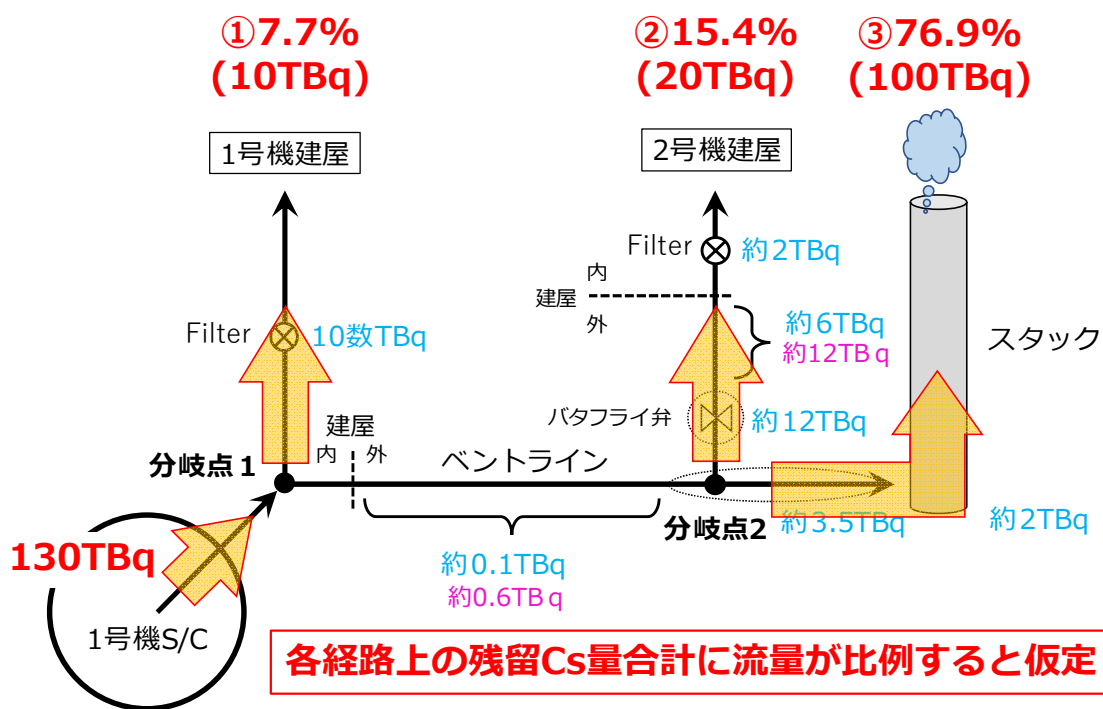 ①7.7%
(10TBq)
②15.4%
(20TBq)
③76.9%
(100TBq)
1号機建屋
2号機建屋
Filter
約2TBq
内
建屋
外
Filter
10数TBq
約6TBq
約12TBq
スタック
バタフライ弁
約12TBq
建屋
内 外
ベントライン
分岐点1
分岐点2
約3.5TBq
約2TBq
約0.1TBq
約0.6TBq
130TBq
1号機S/C
各経路上の残留Cs量合計に流量が比例すると仮定